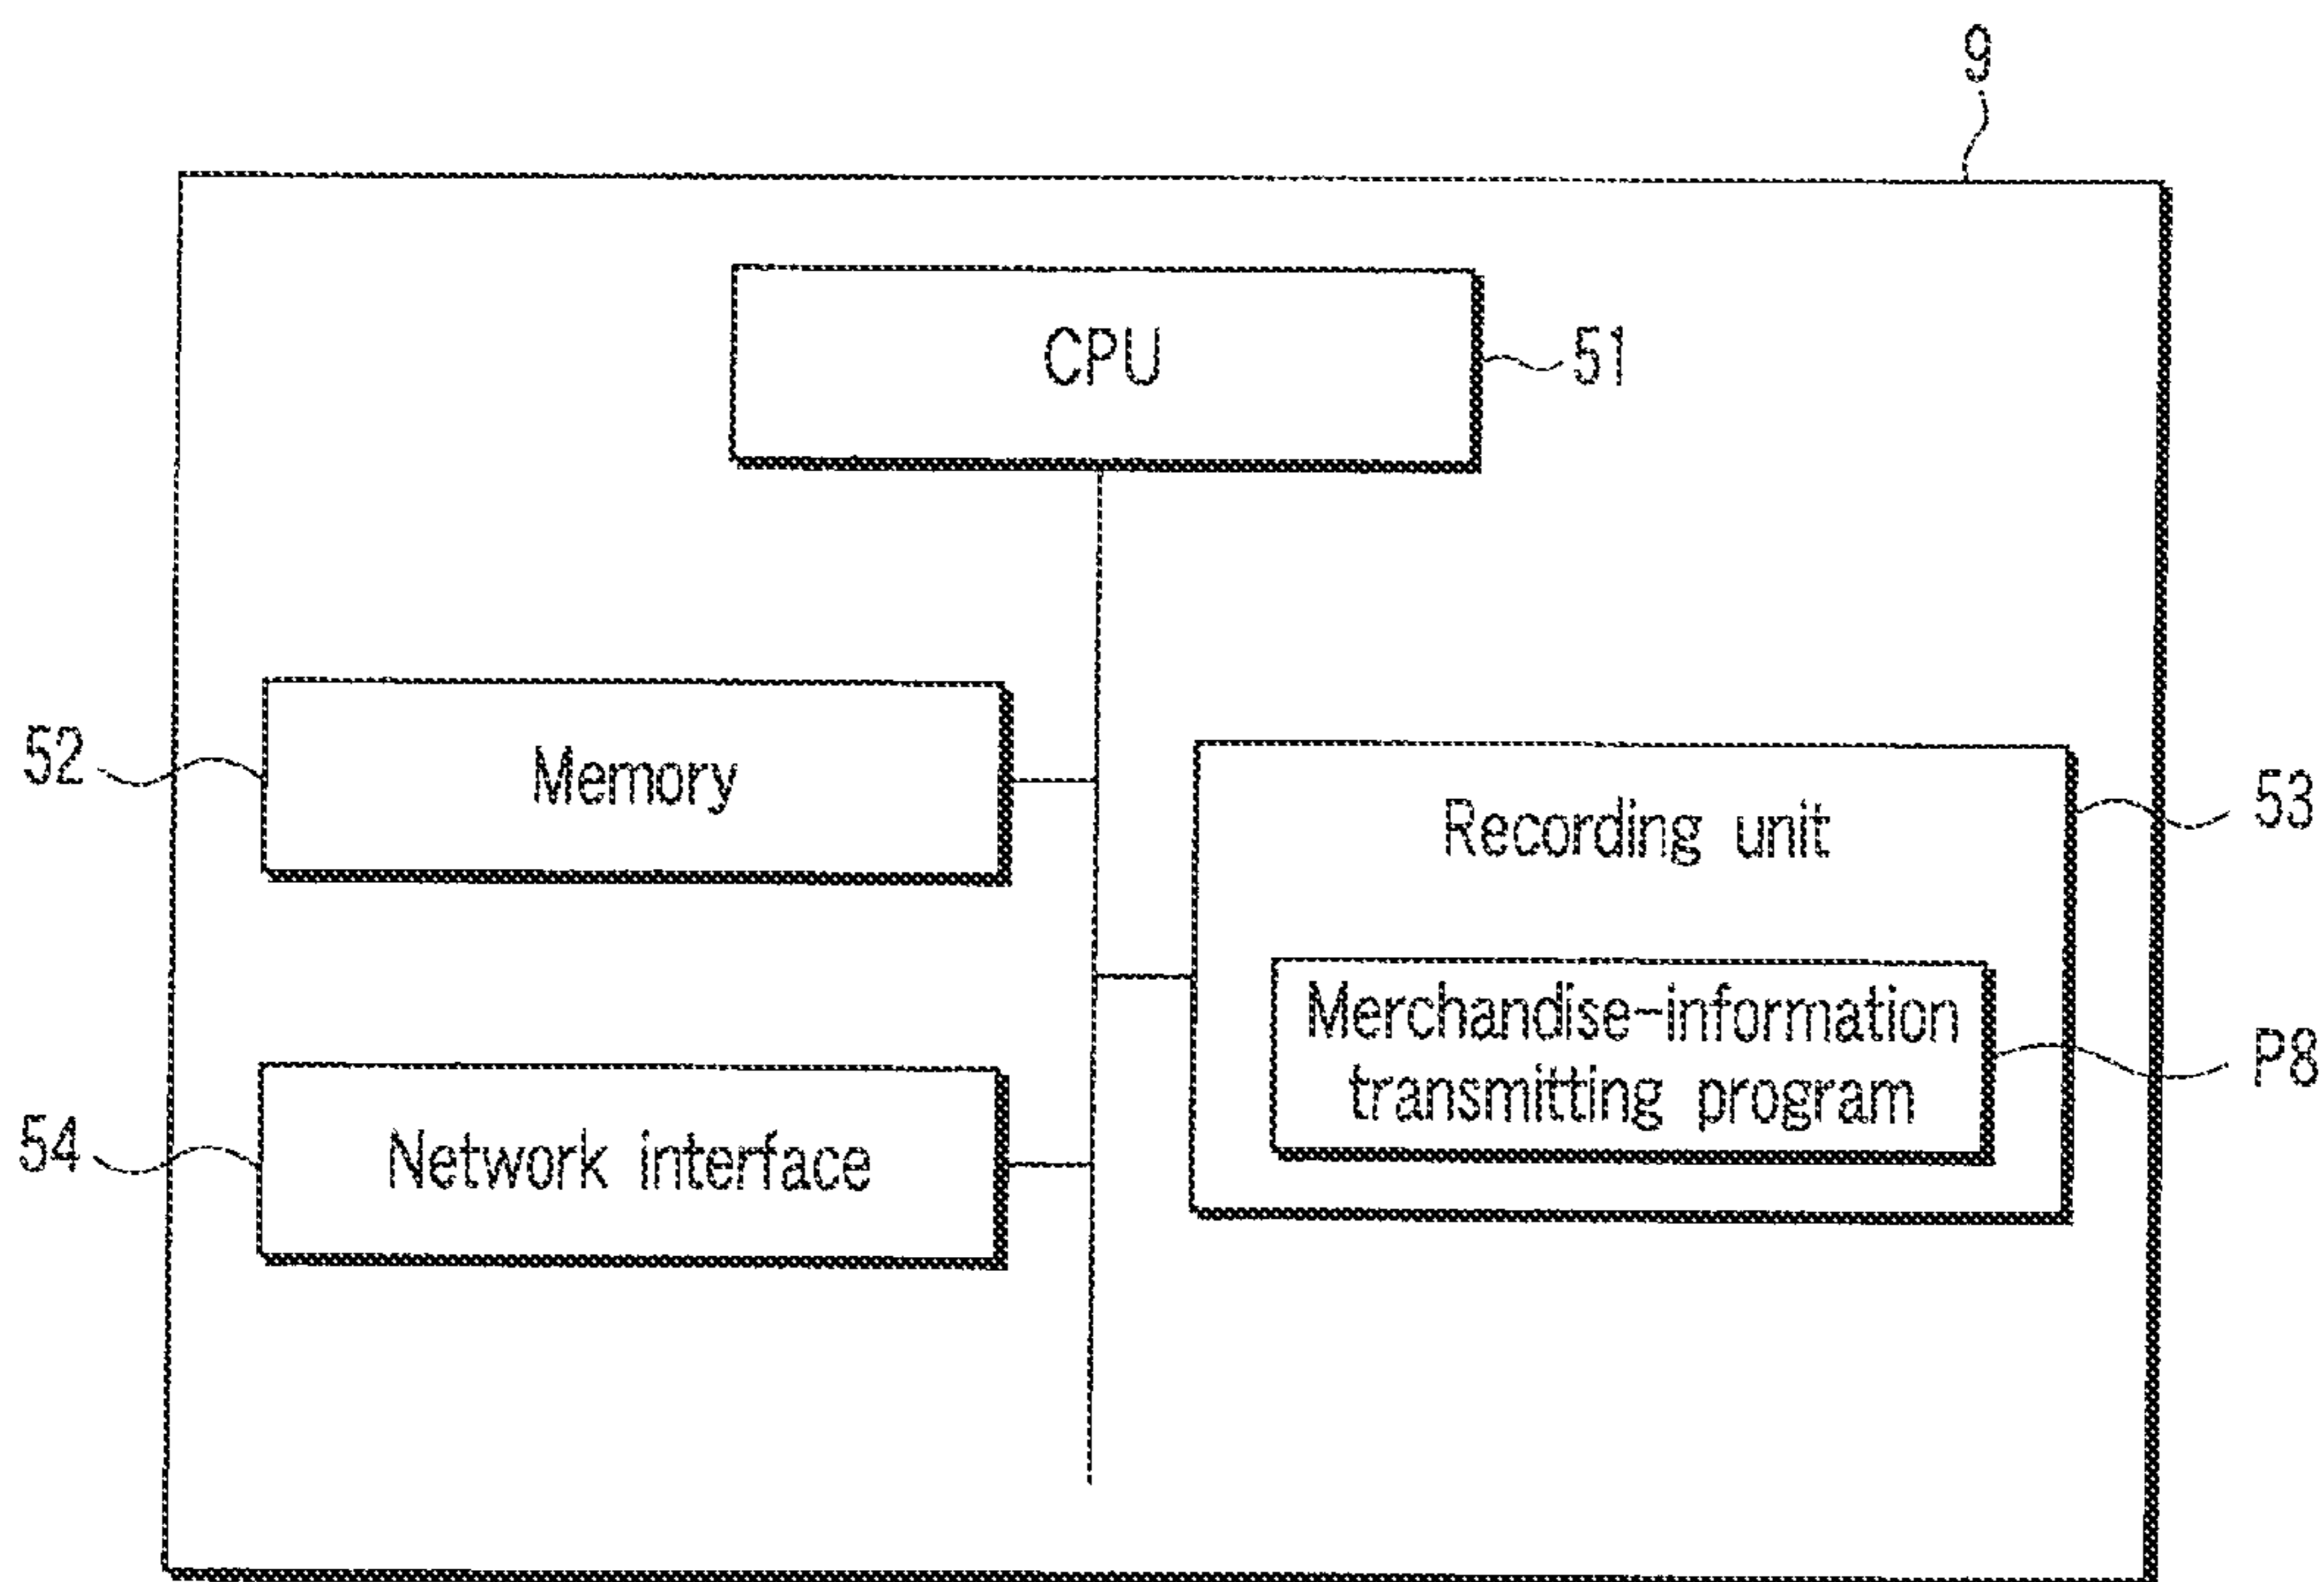 9
CPU
51
52
Memory
53
Recording unit
Merchandise-information
transmitting program
P8
54
Network interface